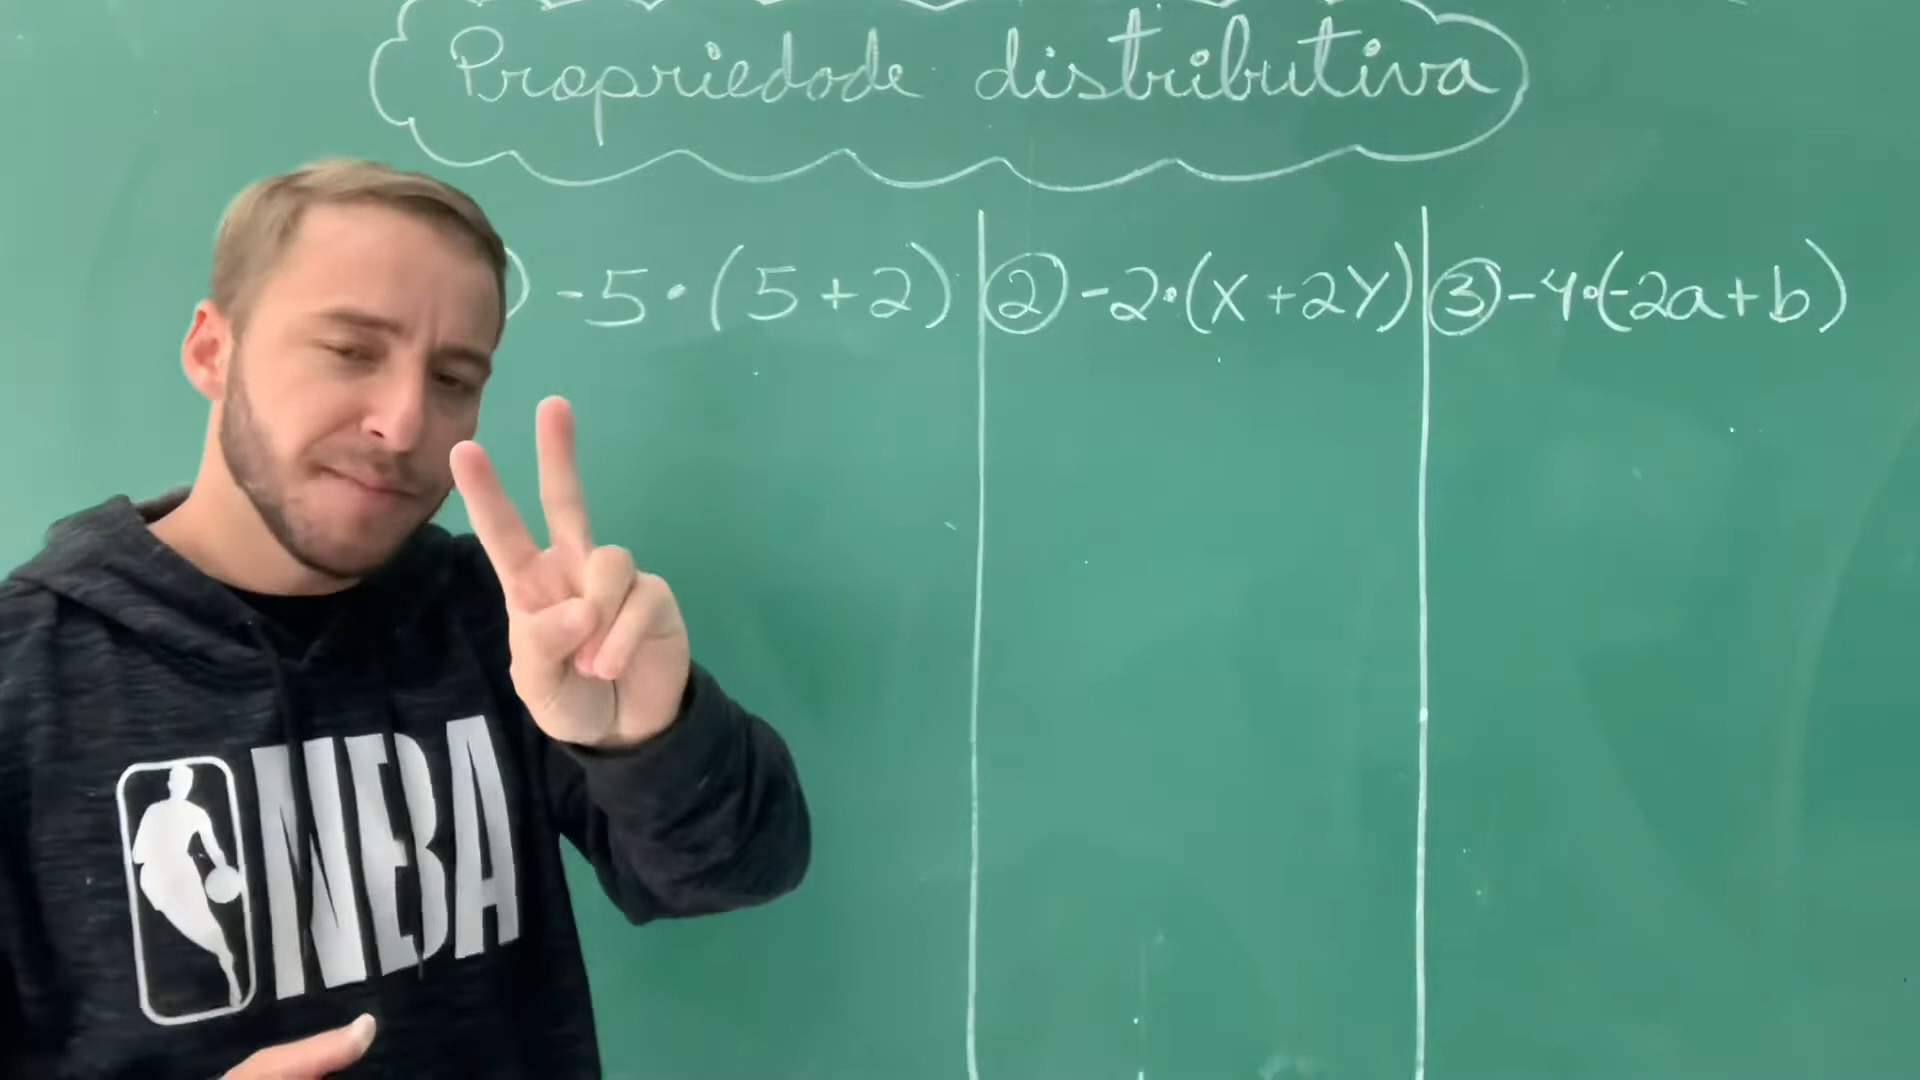 Propriedade distributiva
) -5·(5+2)
② -2·(x+2y)
③ -4·(-2a+b)
NBA